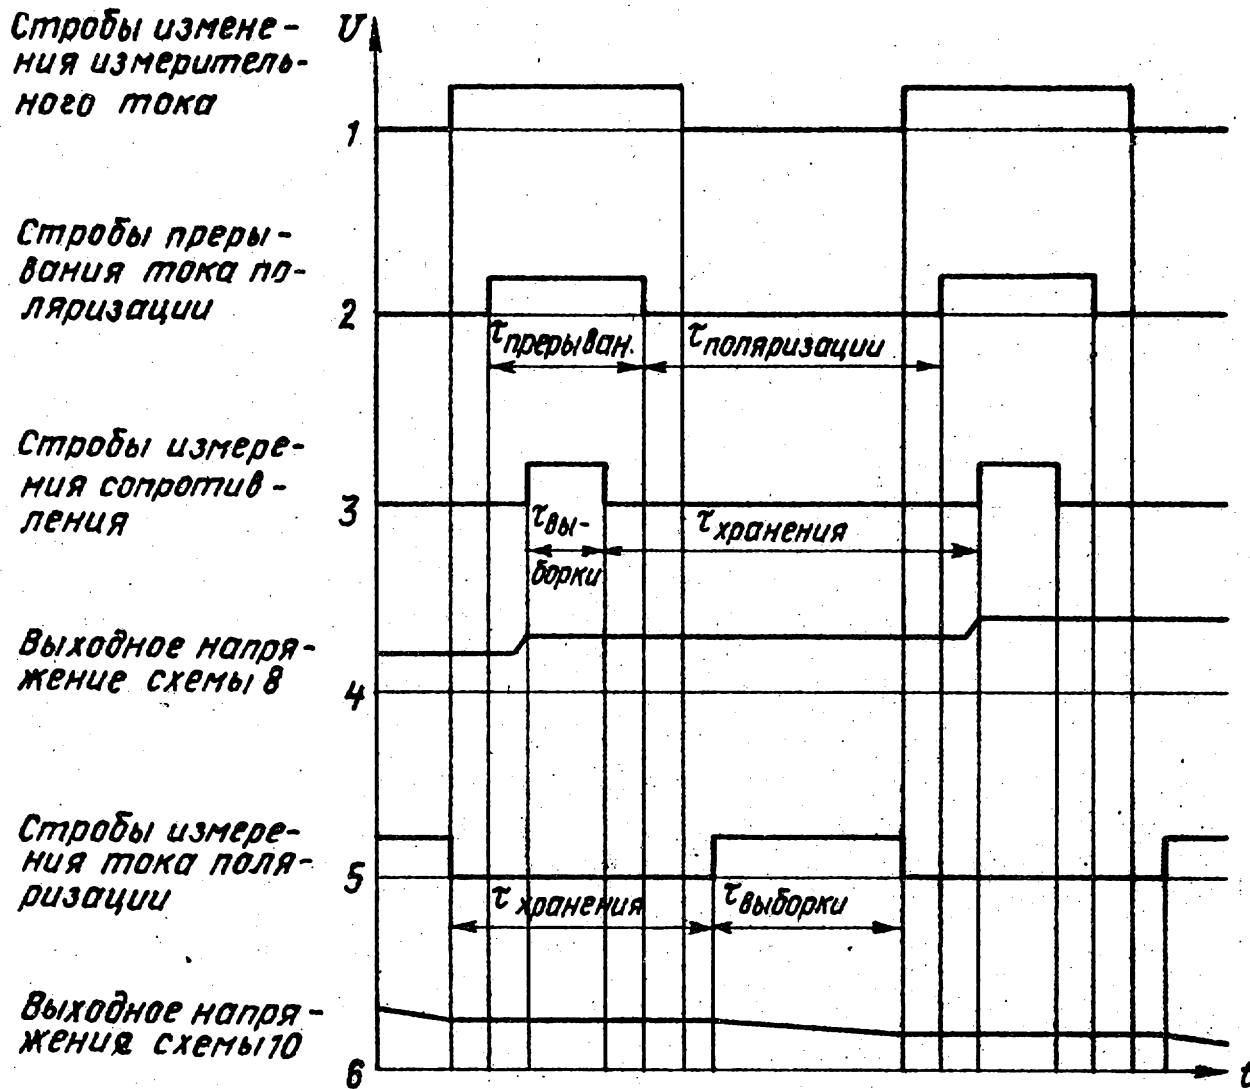 Стробы измене-
ния измеритель-
ного тока
U
1
Стробы преры-
вания тока по-
ляризации
2
τпрерыван.
τполяризации
Стробы измере-
ния сопротив-
ления
3
τвы-
борки
τхранения
Выходное напря-
жение схемы 8
4
Стробы измере-
ния тока поля-
ризации
5
τ хранения
τвыборки
Выходное напря-
жения схемы 10
6
t